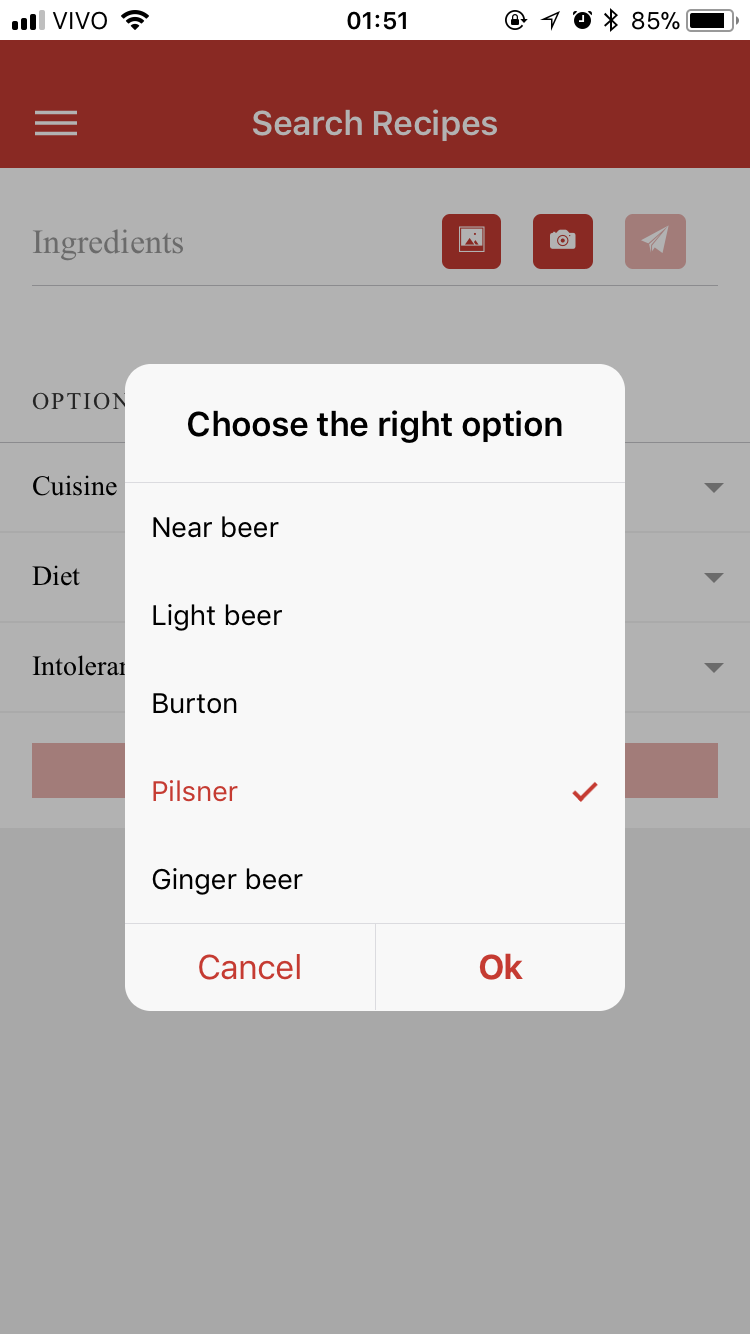 VIVO 01:51 85%
Search Recipes
Ingredients
OPTION
Choose the right option
Cuisine
Near beer
Diet
Light beer
Intoleran
Burton
Pilsner
Ginger beer
Cancel Ok